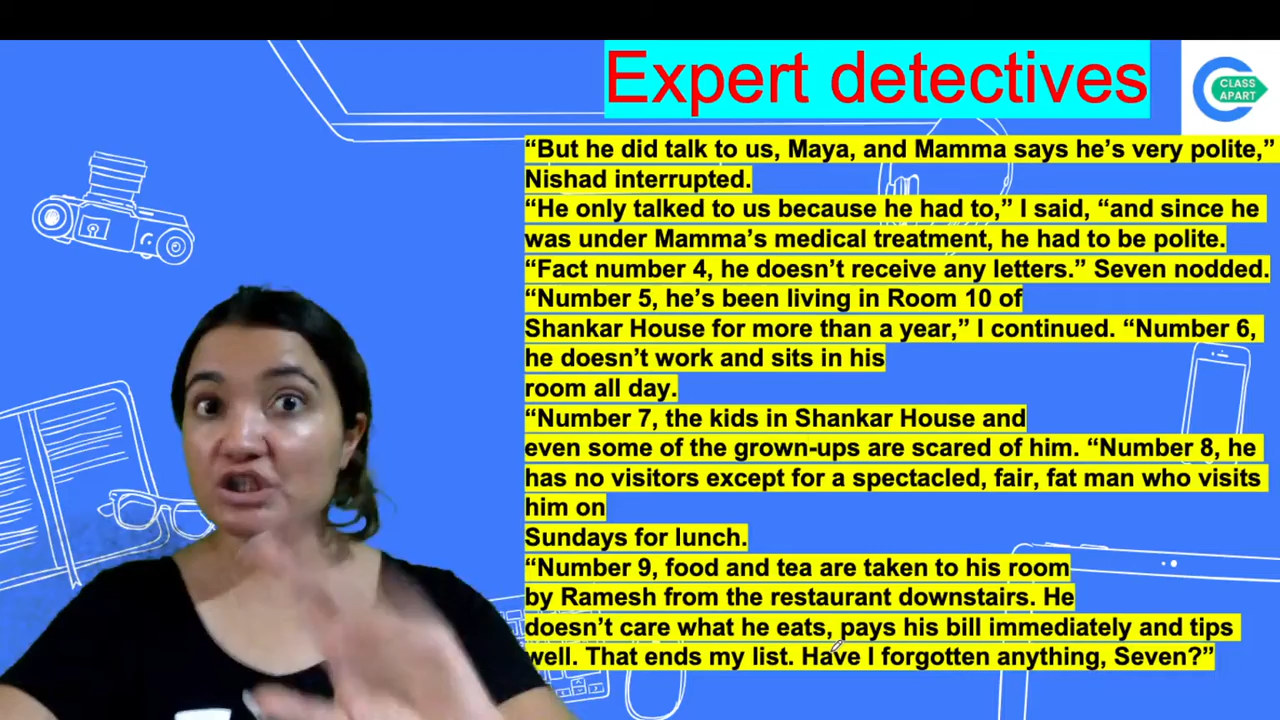 Expert detectives
CLASS
APART
“But he did talk to us, Maya, and Mamma says he’s very polite,”
Nishad interrupted.
“He only talked to us because he had to,” I said, “and since he
was under Mamma’s medical treatment, he had to be polite.
“Fact number 4, he doesn’t receive any letters.” Seven nodded.
“Number 5, he’s been living in Room 10 of
Shankar House for more than a year,” I continued. “Number 6,
he doesn’t work and sits in his
room all day.
“Number 7, the kids in Shankar House and
even some of the grown-ups are scared of him. “Number 8, he
has no visitors except for a spectacled, fair, fat man who visits
him on
Sundays for lunch.
“Number 9, food and tea are taken to his room
by Ramesh from the restaurant downstairs. He
doesn’t care what he eats, pays his bill immediately and tips
well. That ends my list. Have I forgotten anything, Seven?”